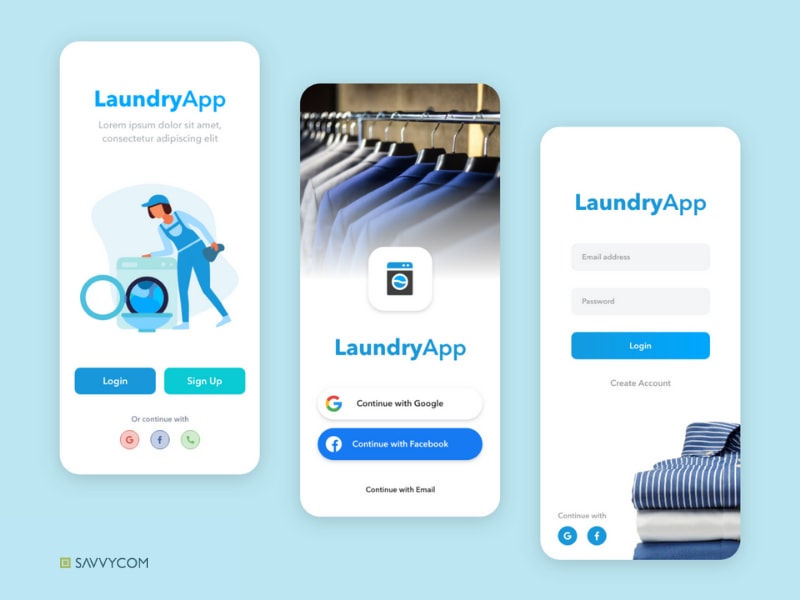 LaundryApp
Lorem ipsum dolor sit amet,
consectetur adipiscing elit
Login
Sign Up
Or continue with
G
f
LaundryApp
G
Continue with Google
f
Continue with Facebook
Continue with Email
LaundryApp
Email address
Password
Login
Create Account
Continue with
G
f
SAVVYCOM